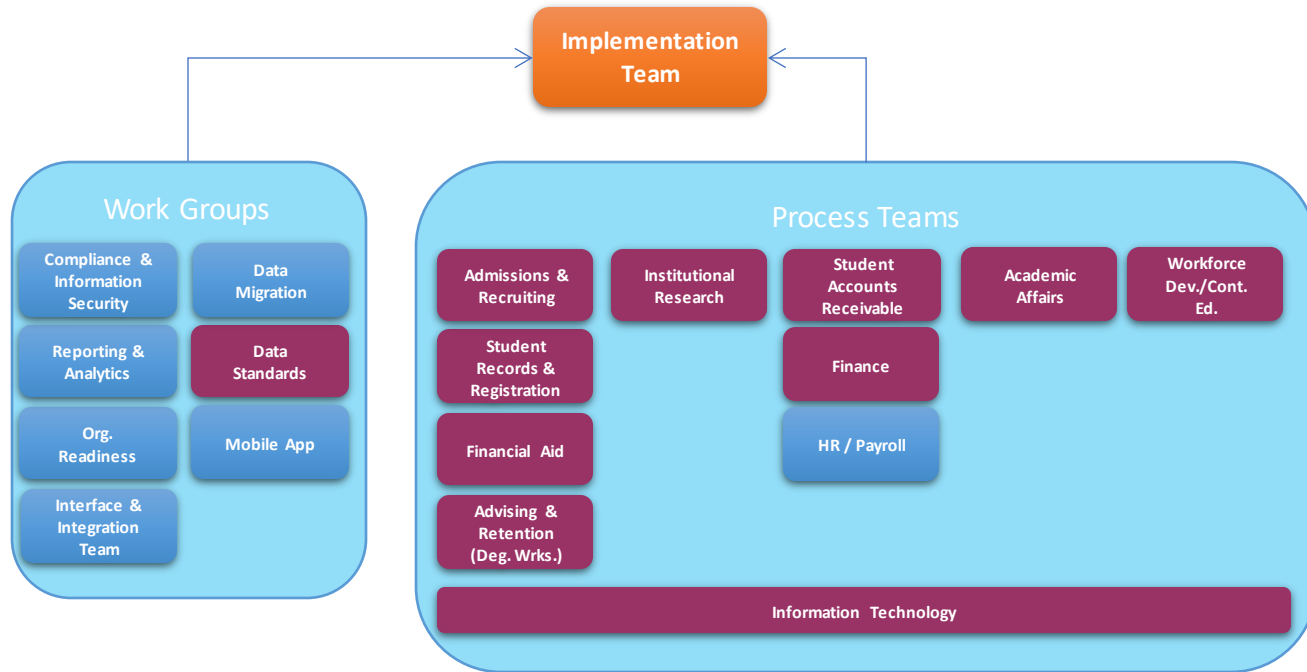 Implementation
Team
Work Groups
Compliance &
Information
Security
Data
Migration
Reporting &
Analytics
Data
Standards
Org.
Readiness
Mobile App
Interface &
Integration
Team
Process Teams
Admissions &
Recruiting
Institutional
Research
Student
Accounts
Receivable
Academic
Affairs
Workforce
Dev./Cont.
Ed.
Student
Records &
Registration
Finance
Financial Aid
HR / Payroll
Advising &
Retention
(Deg. Wrks.)
Information Technology